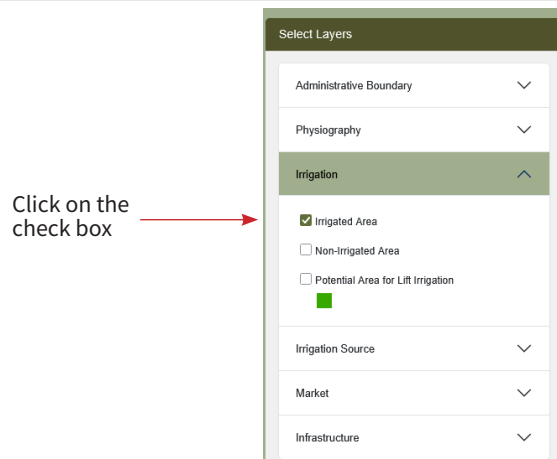 Select Layers
Administrative Boundary
Physiography
Irrigation
Click on the
check box
Irrigated Area
Non-Irrigated Area
Potential Area for Lift Irrigation
Irrigation Source
Market
Infrastructure